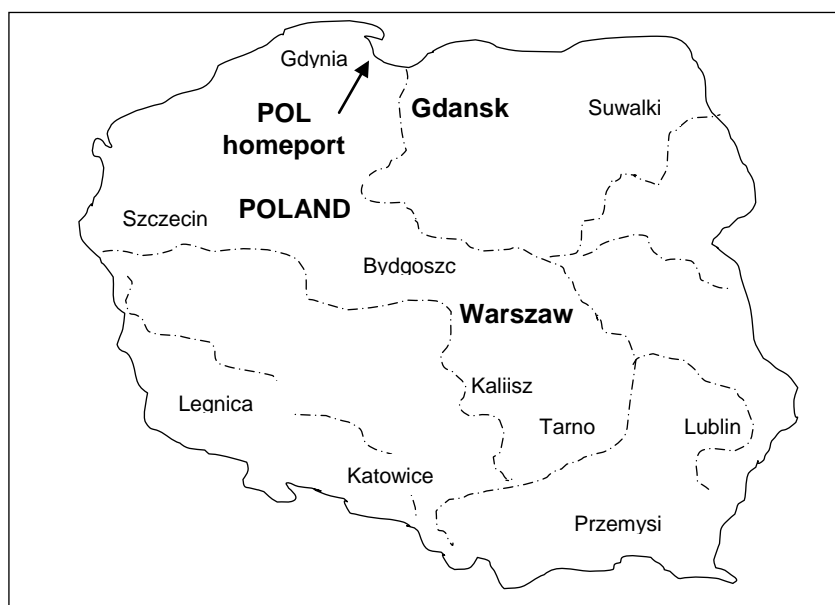 Gdynia
POL
homeport
Gdansk
Suwalki
POLAND
Szczecin
Bydgoszc
Warszaw
Kaliisz
Legnica
Tarno
Lublin
Katowice
Przemysi